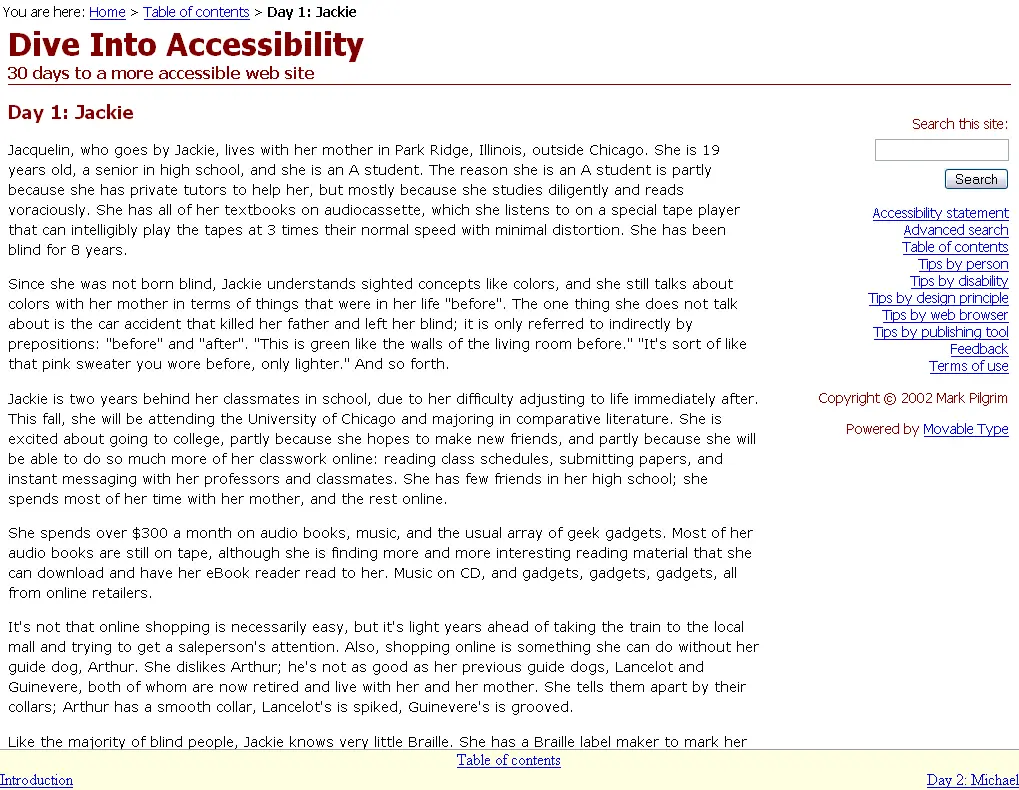 You are here: Home > Table of contents > Day 1: Jackie
Dive Into Accessibility
30 days to a more accessible web site
Day 1: Jackie
Jacquelin, who goes by Jackie, lives with her mother in Park Ridge, Illinois, outside Chicago. She is 19
years old, a senior in high school, and she is an A student. The reason she is an A student is partly
because she has private tutors to help her, but mostly because she studies diligently and reads
voraciously. She has all of her textbooks on audiocassette, which she listens to on a special tape player
that can intelligibly play the tapes at 3 times their normal speed with minimal distortion. She has been
blind for 8 years.
Since she was not born blind, Jackie understands sighted concepts like colors, and she still talks about
colors with her mother in terms of things that were in her life "before". The one thing she does not talk
about is the car accident that killed her father and left her blind; it is only referred to indirectly by
prepositions: "before" and "after". "This is green like the walls of the living room before." "It's sort of like
that pink sweater you wore before, only lighter." And so forth.
Jackie is two years behind her classmates in school, due to her difficulty adjusting to life immediately after.
This fall, she will be attending the University of Chicago and majoring in comparative literature. She is
excited about going to college, partly because she hopes to make new friends, and partly because she will
be able to do so much more of her classwork online: reading class schedules, submitting papers, and
instant messaging with her professors and classmates. She has few friends in her high school; she
spends most of her time with her mother, and the rest online.
She spends over $300 a month on audio books, music, and the usual array of geek gadgets. Most of her
audio books are still on tape, although she is finding more and more interesting reading material that she
can download and have her eBook reader read to her. Music on CD, and gadgets, gadgets, gadgets, all
from online retailers.
It's not that online shopping is necessarily easy, but it's light years ahead of taking the train to the local
mall and trying to get a saleperson's attention. Also, shopping online is something she can do without her
guide dog, Arthur. She dislikes Arthur; he's not as good as her previous guide dogs, Lancelot and
Guinevere, both of whom are now retired and live with her and her mother. She tells them apart by their
collars; Arthur has a smooth collar, Lancelot's is spiked, Guinevere's is grooved.
Like the majority of blind people, Jackie knows very little Braille. She has a Braille label maker to mark her
Search this site:
Search
Accessibility statement
Advanced search
Table of contents
Tips by person
Tips by disability
Tips by design principle
Tips by web browser
Tips by publishing tool
Feedback
Terms of use
Copyright © 2002 Mark Pilgrim
Powered by Movable Type
Table of contents
Introduction
Day 2: Michael